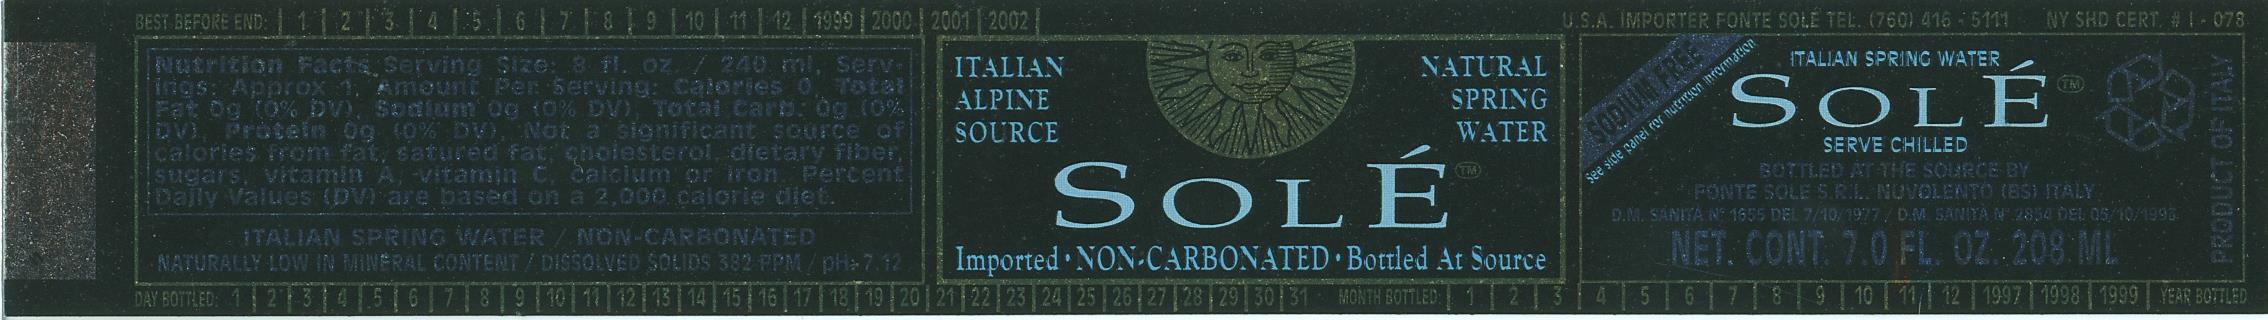 BEST BEFORE END: | 1 | 2 | 3 | 4 | 5 | 6 | 7 | 8 | 9 | 10 | 11 | 12 | 1999 | 2000 | 2001 | 2002 |
Nutrition Facts Serving Size: 8 fl. oz. / 240 ml, Serv-
ings: Approx 1, Amount Per Serving: Calories 0, Total
Fat 0g (0% DV), Sodium 0g (0% DV), Total Carb. 0g (0%
DV), Protein 0g (0% DV), Not a significant source of
calories from fat, satured fat, cholesterol, dietary fiber,
sugars, vitamin A, vitamin C, calcium or iron. Percent
Daily Values (DV) are based on a 2,000 calorie diet.
ITALIAN SPRING WATER / NON-CARBONATED
NATURALLY LOW IN MINERAL CONTENT / DISSOLVED SOLIDS 382 PPM / pH: 7.12
ITALIAN
ALPINE
SOURCE
NATURAL
SPRING
WATER
SOLÉ TM
Imported • NON-CARBONATED • Bottled At Source
U.S.A. IMPORTER FONTE SOLE TEL. (760) 416 - 5111 NY SHD CERT. # I - 078
SODIUM FREE
See side panel for nutrition information
ITALIAN SPRING WATER
SOLÉ TM
SERVE CHILLED
BOTTLED AT THE SOURCE BY
FONTE SOLE S.R.L. NUVOLENTO (BS) ITALY
D.M. SANITÀ N° 1655 DEL 7/10/1977 / D.M. SANITÀ N° 2854 DEL 05/10/1996
NET. CONT. 7.0 FL. OZ. 208 ML
PRODUCT OF ITALY
DAY BOTTLED: 1 | 2 | 3 | 4 | 5 | 6 | 7 | 8 | 9 | 10 | 11 | 12 | 13 | 14 | 15 | 16 | 17 | 18 | 19 | 20 | 21 | 22 | 23 | 24 | 25 | 26 | 27 | 28 | 29 | 30 | 31 MONTH BOTTLED: | 1 | 2 | 3 | 4 | 5 | 6 | 7 | 8 | 9 | 10 | 11 | 12 | 1997 | 1998 | 1999 | YEAR BOTTLED